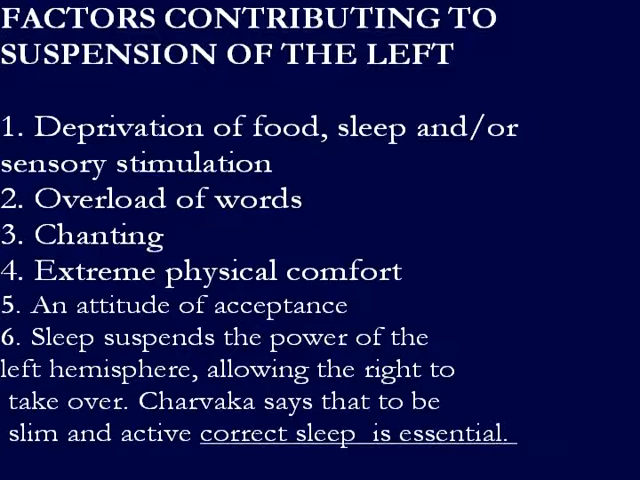 FACTORS CONTRIBUTING TO
SUSPENSION OF THE LEFT
1. Deprivation of food, sleep and/or
sensory stimulation
2. Overload of words
3. Chanting
4. Extreme physical comfort
5. An attitude of acceptance
6. Sleep suspends the power of the
left hemisphere, allowing the right to
take over. Charvaka says that to be
slim and active correct sleep is essential.